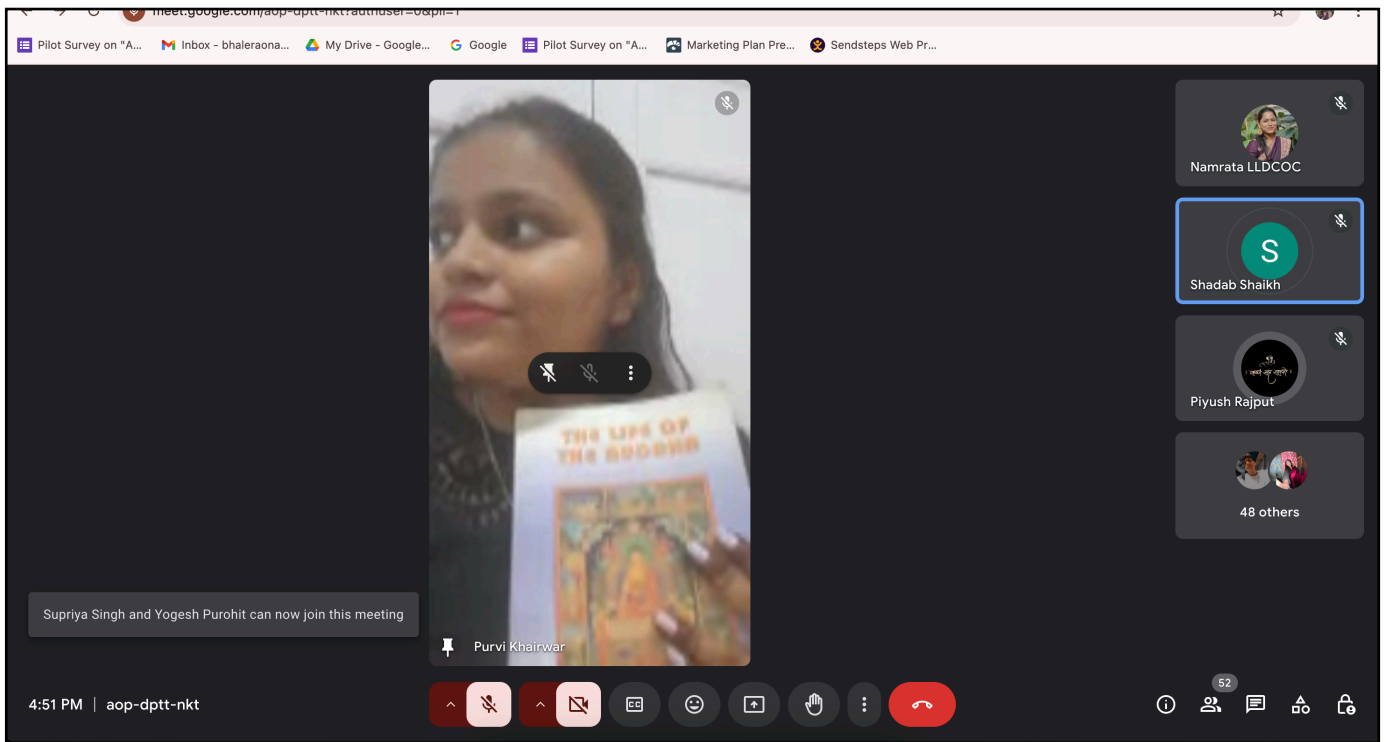 meet.google.com/aop-dptt-nkt?authuser=0&pli=1
Pilot Survey on "A... Inbox - bhaleraona... My Drive - Google... Google Pilot Survey on "A... Marketing Plan Pre... Sendsteps Web Pr...
Namrata LLDCOC
S
Shadab Shaikh
Piyush Rajput
48 others
THE LIFE OF
THE BUDDHA
Supriya Singh and Yogesh Purohit can now join this meeting
Purvi Khairwar
4:51 PM | aop-dptt-nkt
CC
52